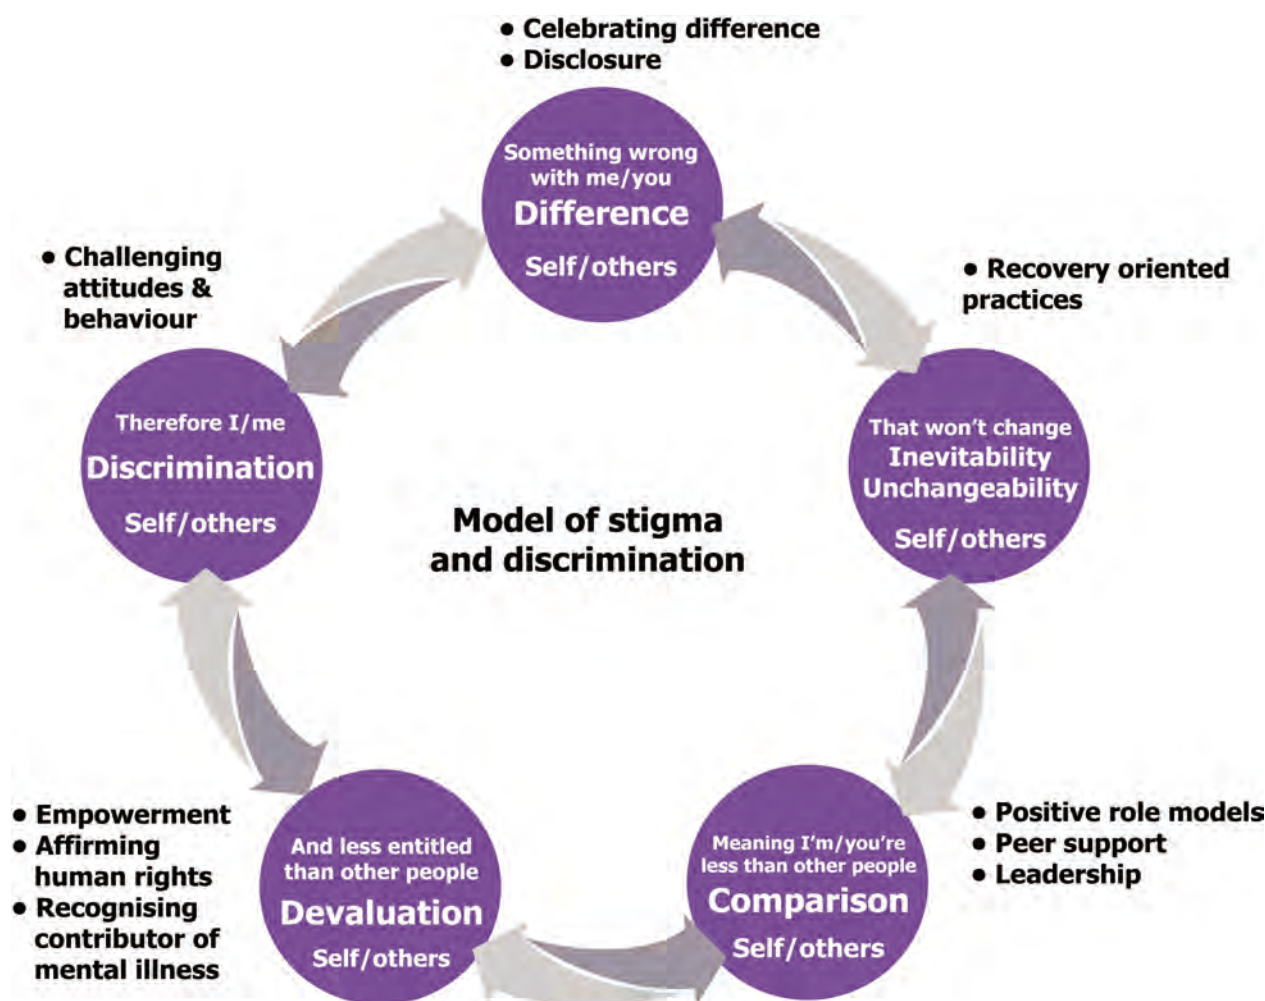 ● Celebrating difference
● Disclosure
Something wrong
with me/you
Difference
Self/others
● Recovery oriented
practices
That won’t change
Inevitability
Unchangeability
Self/others
● Positive role models
● Peer support
● Leadership
Meaning I’m/you’re
less than other people
Comparison
Self/others
And less entitled
than other people
Devaluation
Self/others
● Empowerment
● Affirming
human rights
● Recognising
contributor of
mental illness
Therefore I/me
Discrimination
Self/others
● Challenging
attitudes &
behaviour
Model of stigma
and discrimination